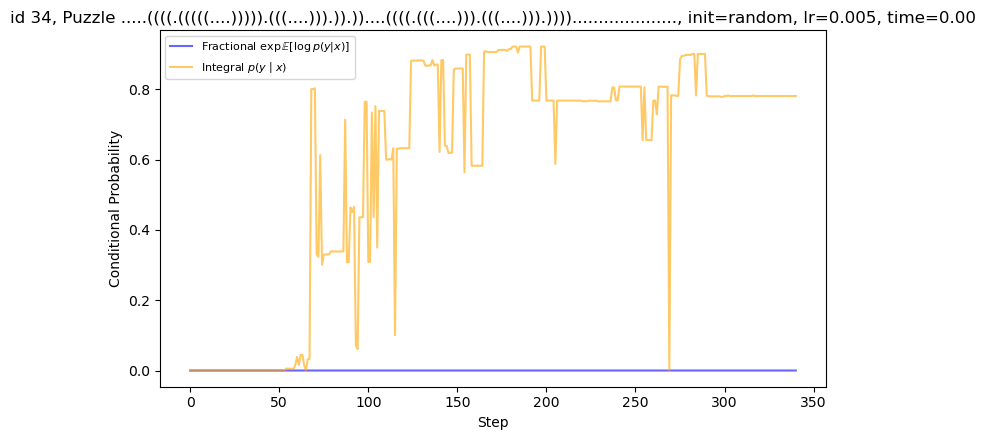 id 34, Puzzle .....((((.(((((....))))).(((....))).)).))....((((.(((....))).(((....))).))))....................., init=random, lr=0.005, time=0.00
Fractional exp𝔼[log p(y|x)]
Integral p(y | x)
Conditional Probability
0.8
0.6
0.4
0.2
0.0
0 50 100 150 200 250 300 350
Step